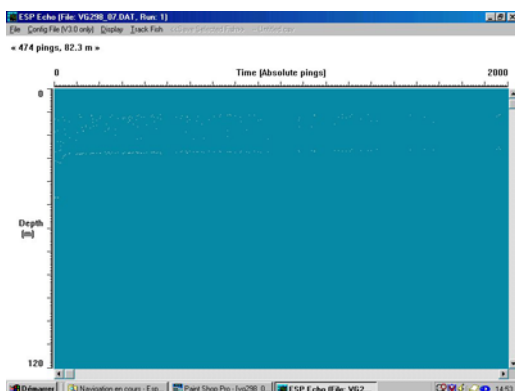 ESP Echo (File: VG298_07.DAT, Run: 1)
File Config File (V3.0 only) Display Track Fish
« 474 pings, 82.3 m »
0 Time (Absolute pings) 2000
0
Depth
(m)
120
Démarrer Navigation en cours - Esp... Paint Shop Pro - [vg298_0... ESP Echo (File: VG2... 14:53